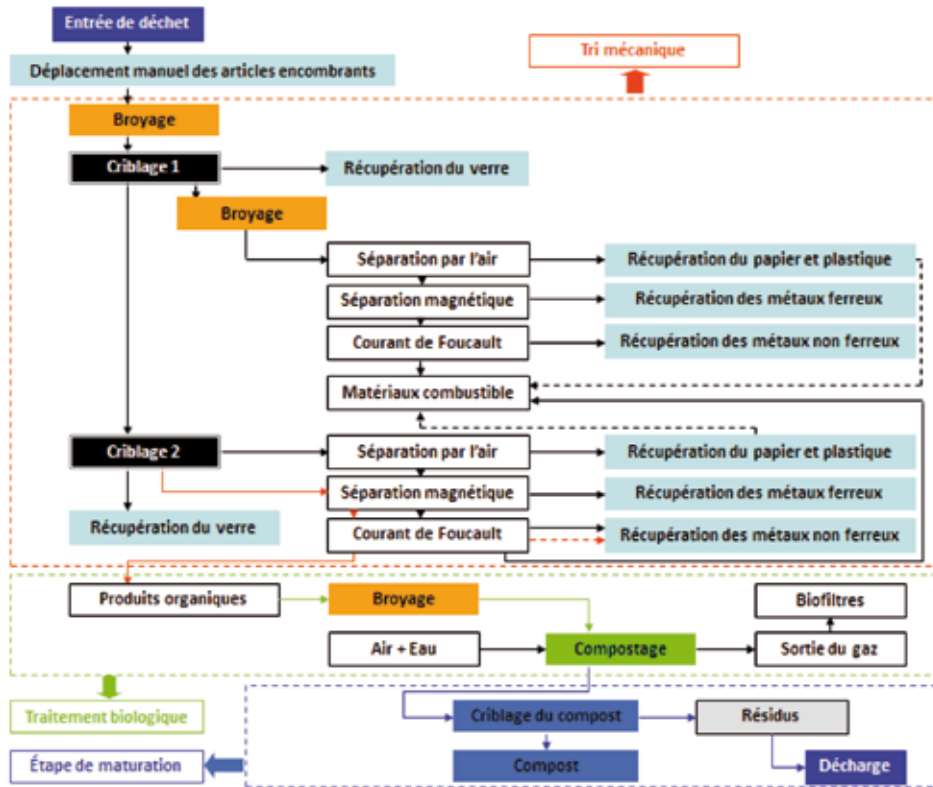 Entrée de déchet
Tri mécanique
Déplacement manuel des articles encombrants
Broyage
Criblage 1
Récupération du verre
Broyage
Séparation par l'air
Récupération du papier et plastique
Séparation magnétique
Récupération des métaux ferreux
Courant de Foucault
Récupération des métaux non ferreux
Matériaux combustible
Criblage 2
Séparation par l'air
Récupération du papier et plastique
Séparation magnétique
Récupération des métaux ferreux
Récupération du verre
Courant de Foucault
Récupération des métaux non ferreux
Produits organiques
Broyage
Biofiltres
Air + Eau
Compostage
Sortie du gaz
Traitement biologique
Criblage du compost
Résidus
Étape de maturation
Compost
Décharge